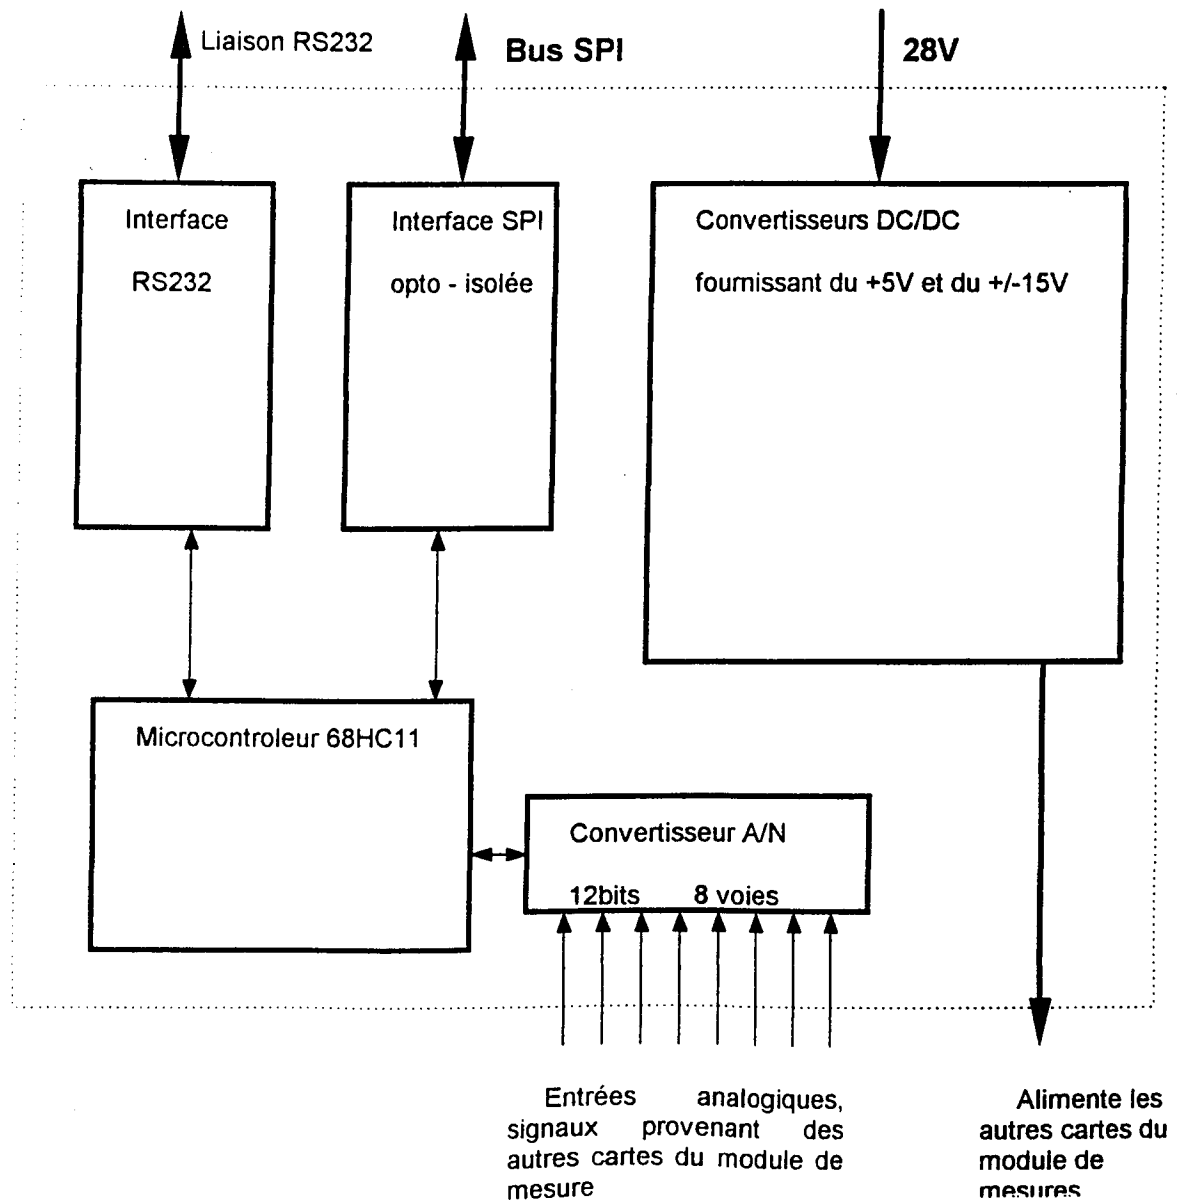 Liaison RS232
Bus SPI
28V
Interface
RS232
Interface SPI
opto - isolée
Convertisseurs DC/DC
fournissant du +5V et du +/-15V
Microcontroleur 68HC11
Convertisseur A/N
12bits 8 voies
Entrées analogiques,
signaux provenant des
autres cartes du module de
mesure
Alimente les
autres cartes du
module de
mesures